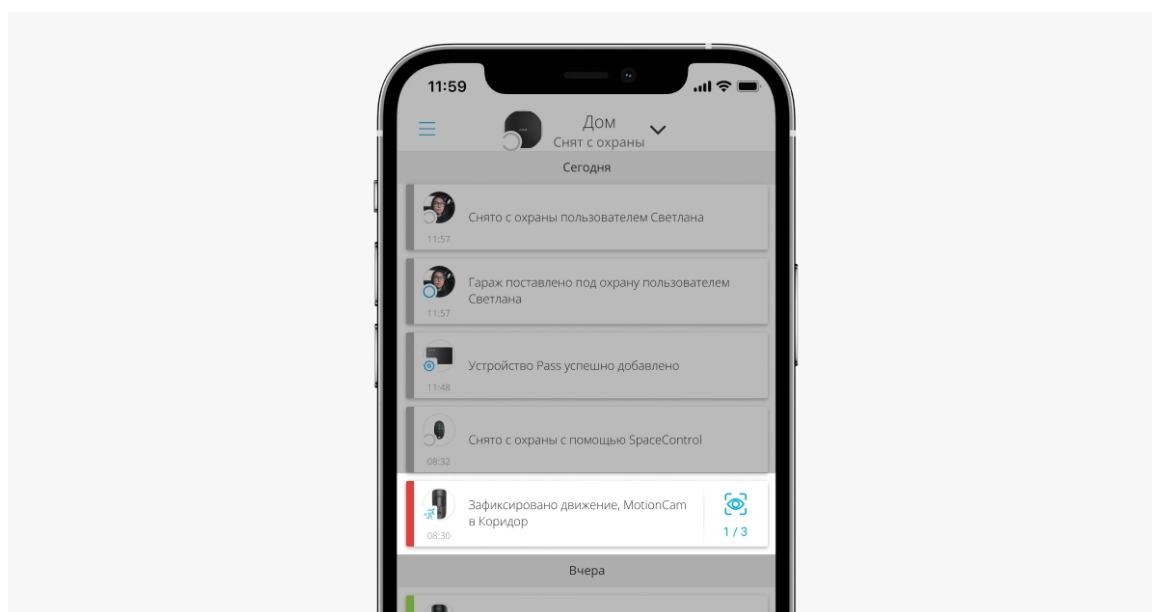 11:59
Дом
Снят с охраны
Сегодня
Снято с охраны пользователем Светлана
11:57
Гараж поставлено под охрану пользователем
Светлана
11:57
Устройство Pass успешно добавлено
11:48
Снято с охраны с помощью SpaceControl
08:32
Зафиксировано движение, MotionCam
в Коридор
08:30
1 / 3
Вчера